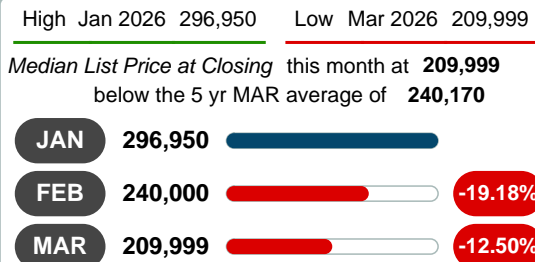 High Jan 2026 296,950 Low Mar 2026 209,999
Median List Price at Closing this month at 209,999
below the 5 yr MAR average of 240,170
JAN 296,950
FEB 240,000 -19.18%
MAR 209,999 -12.50%